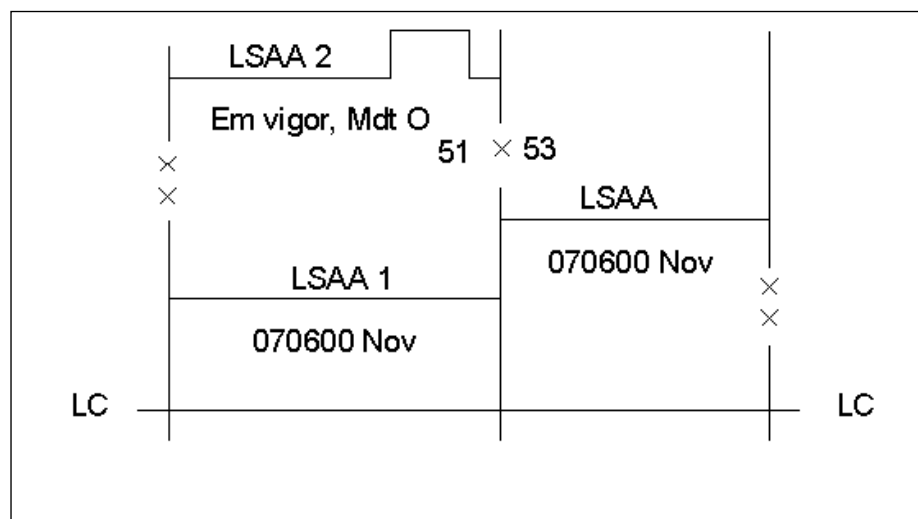 LSAA 2
Em vigor, Mdt O
51 53
LSAA
070600 Nov
LSAA 1
070600 Nov
LC LC